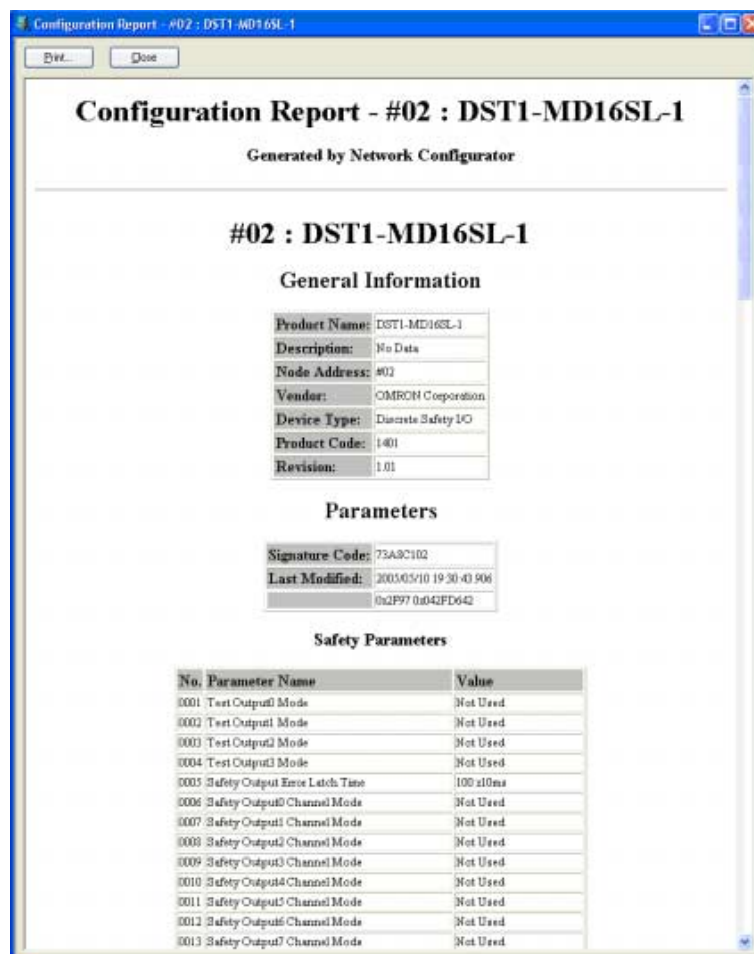 Configuration Report - #02 : DST1-MD16SL-1
Print... Close
Configuration Report - #02 : DST1-MD16SL-1
Generated by Network Configurator
#02 : DST1-MD16SL-1
General Information
Product Name: DST1-MD16SL-1
Description: No Data
Node Address: #02
Vendor: OMRON Corporation
Device Type: Discrete Safety I/O
Product Code: 1401
Revision: 1.01
Parameters
Signature Code: 73A8C102
Last Modified: 2005/05/10 19:30:43.906
0x2F97 0x042FD642
Safety Parameters
No. Parameter Name Value
0001 Test Output0 Mode Not Used
0002 Test Output1 Mode Not Used
0003 Test Output2 Mode Not Used
0004 Test Output3 Mode Not Used
0005 Safety Output Error Latch Time 100 x10ms
0006 Safety Output0 Channel Mode Not Used
0007 Safety Output1 Channel Mode Not Used
0008 Safety Output2 Channel Mode Not Used
0009 Safety Output3 Channel Mode Not Used
0010 Safety Output4 Channel Mode Not Used
0011 Safety Output5 Channel Mode Not Used
0012 Safety Output6 Channel Mode Not Used
0013 Safety Output7 Channel Mode Not Used